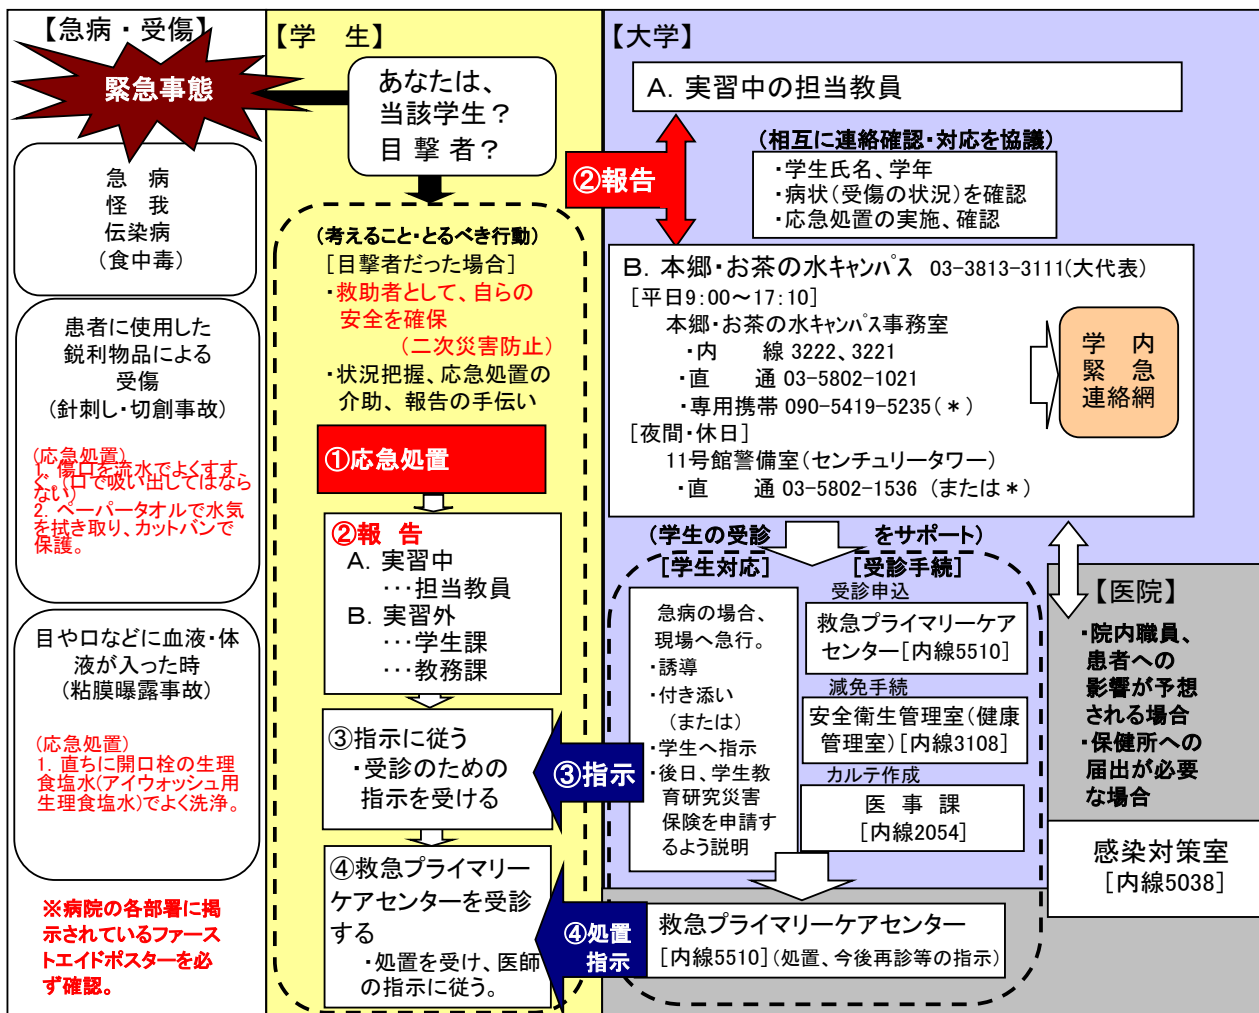 【急病・受傷】
緊急事態
急　病
怪　我
伝染病
(食中毒)
患者に使用した
鋭利物品による
受傷
(針刺し・切創事故)
(応急処置)
1. 傷口を流水でよくすす
ぐ。(口で吸い出してはなら
ない)
2. ペーパータオルで水気
を拭き取り、カットバンで
保護。
目や口などに血液・体
液が入った時
(粘膜曝露事故)
(応急処置)
1. 直ちに開口栓の生理
食塩水(アイウォッシュ用
生理食塩水)でよく洗浄。
※病院の各部署に掲
示されているファース
トエイドポスターを必
ず確認。
【学　生】
あなたは、
当該学生？
目 撃 者？
(考えること・とるべき行動)
[目撃者だった場合]
・救助者として、自らの
安全を確保
(二次災害防止)
・状況把握、応急処置の
介助、報告の手伝い
①応急処置
②報 告
A. 実習中
…担当教員
B. 実習外
…学生課
…教務課
③指示に従う
・受診のための
指示を受ける
④救急プライマリー
ケアセンターを受診
する
・処置を受け、医師
の指示に従う。
【大学】
A. 実習中の担当教員
②報告
(相互に連絡確認・対応を協議)
・学生氏名、学年
・病状(受傷の状況)を確認
・応急処置の実施、確認
B. 本郷・お茶の水ｷｬﾝﾊﾟｽ 03-3813-3111(大代表)
[平日9:00～17:10]
本郷・お茶の水ｷｬﾝﾊﾟｽ事務室
・内　　線 3222、3221
・直　　通 03-5802-1021
・専用携帯 090-5419-5235(＊)
[夜間・休日]
11号館警備室(センチュリータワー)
・直　　通 03-5802-1536 (または＊)
学　内
緊　急
連絡網
(学生の受診　をサポート)
[学生対応]
急病の場合、
現場へ急行。
・誘導
・付き添い
(または)
・学生へ指示
・後日、学生教
育研究災害
保険を申請す
るよう説明
[受診手続]
受診申込
救急プライマリーケア
センター[内線5510]
減免手続
安全衛生管理室(健康
管理室)[内線3108]
カルテ作成
医 事 課
[内線2054]
③指示
④処置
指示
救急プライマリーケアセンター
[内線5510](処置、今後再診等の指示)
【医院】
・院内職員、
患者への
影響が予想
される場合
・保健所への
届出が必要
な場合
感染対策室
[内線5038]